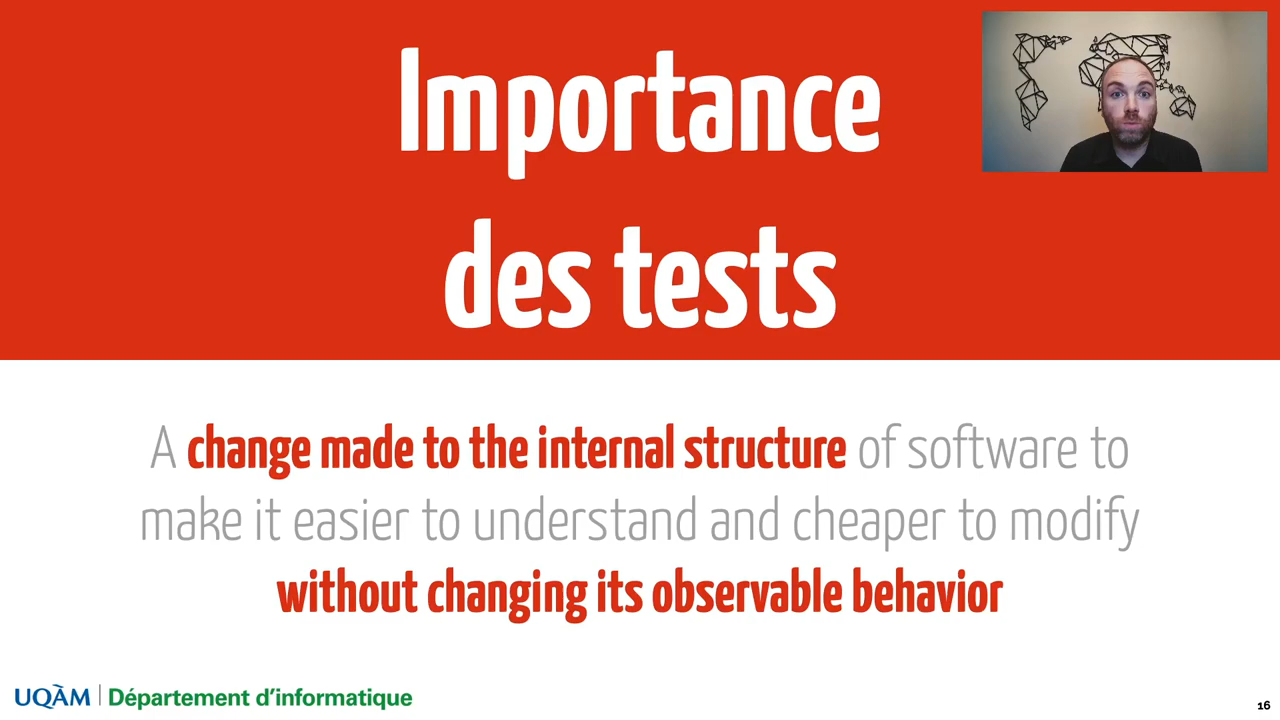 Importance
des tests
A change made to the internal structure of software to
make it easier to understand and cheaper to modify
without changing its observable behavior
UQÀM | Département d'informatique
16